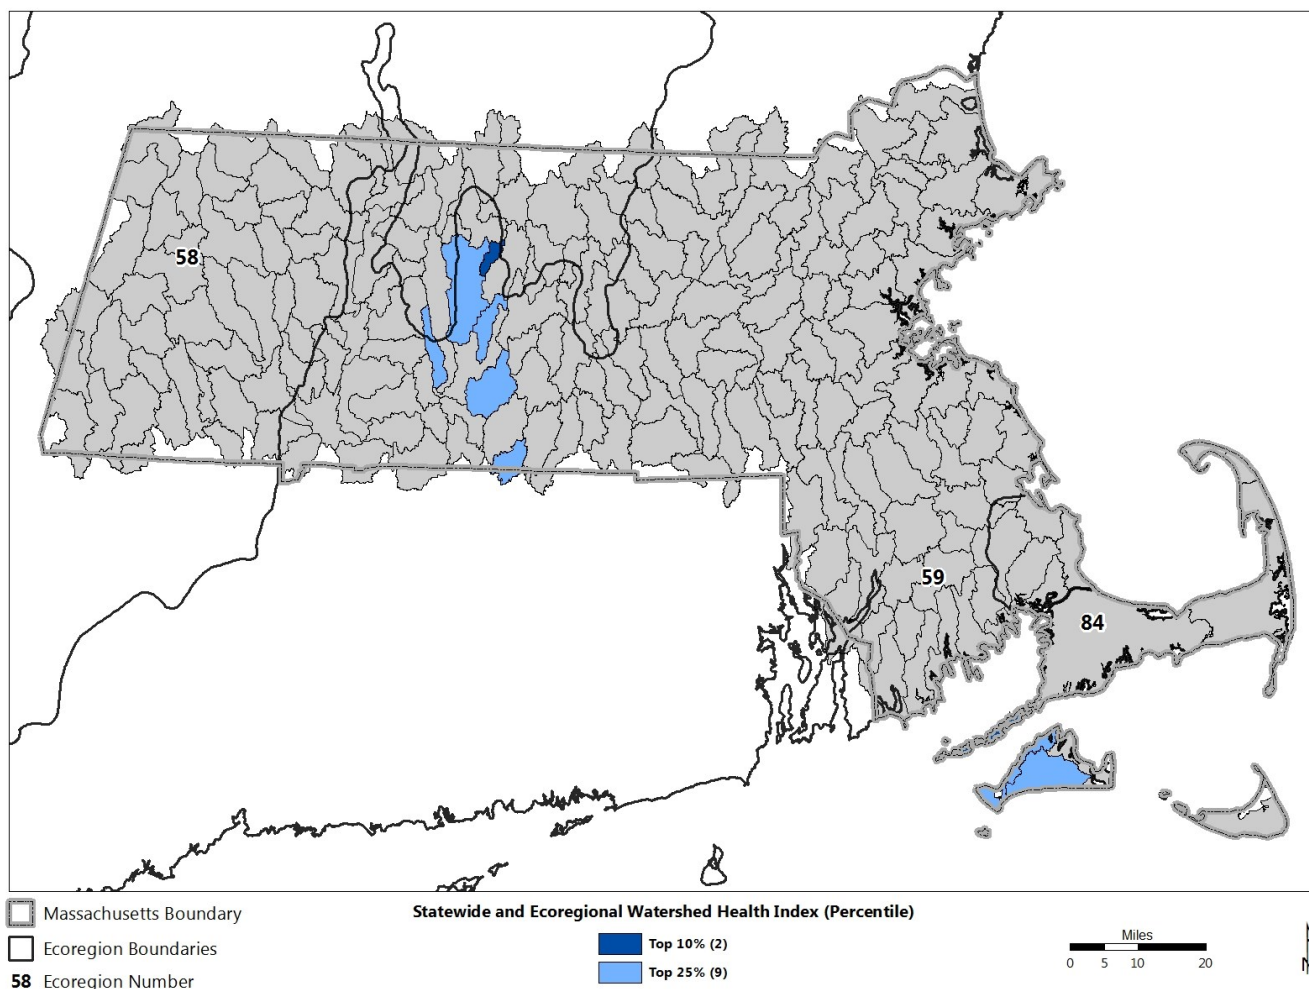 58
59
84
Massachusetts Boundary
Ecoregion Boundaries
58 Ecoregion Number
Statewide and Ecoregional Watershed Health Index (Percentile)
Top 10% (2)
Top 25% (9)
Miles
0 5 10 20
N